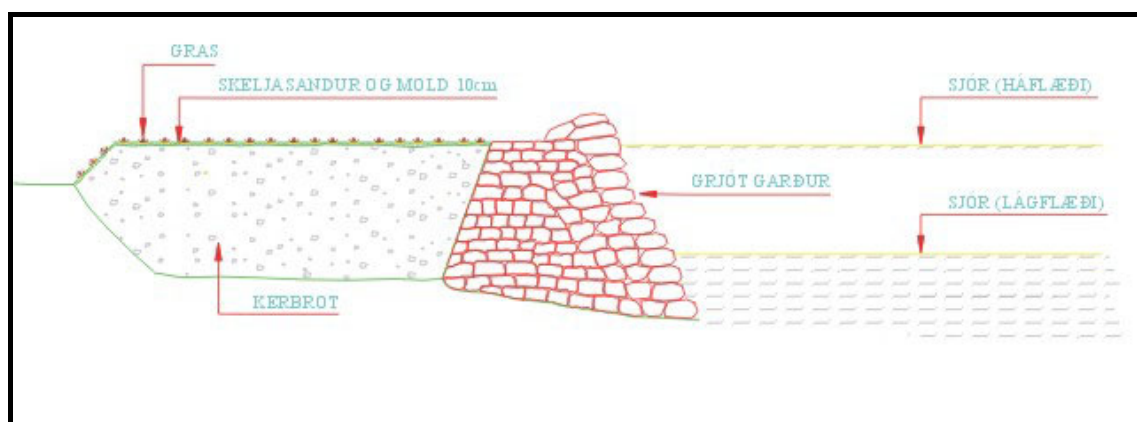 GRAS
SKELJASANDUR OG MOLD 10cm
SJÓR (HÁFLÆÐI)
GRJÓT GARÐUR
SJÓR (LÁGFLÆÐI)
KERBROT